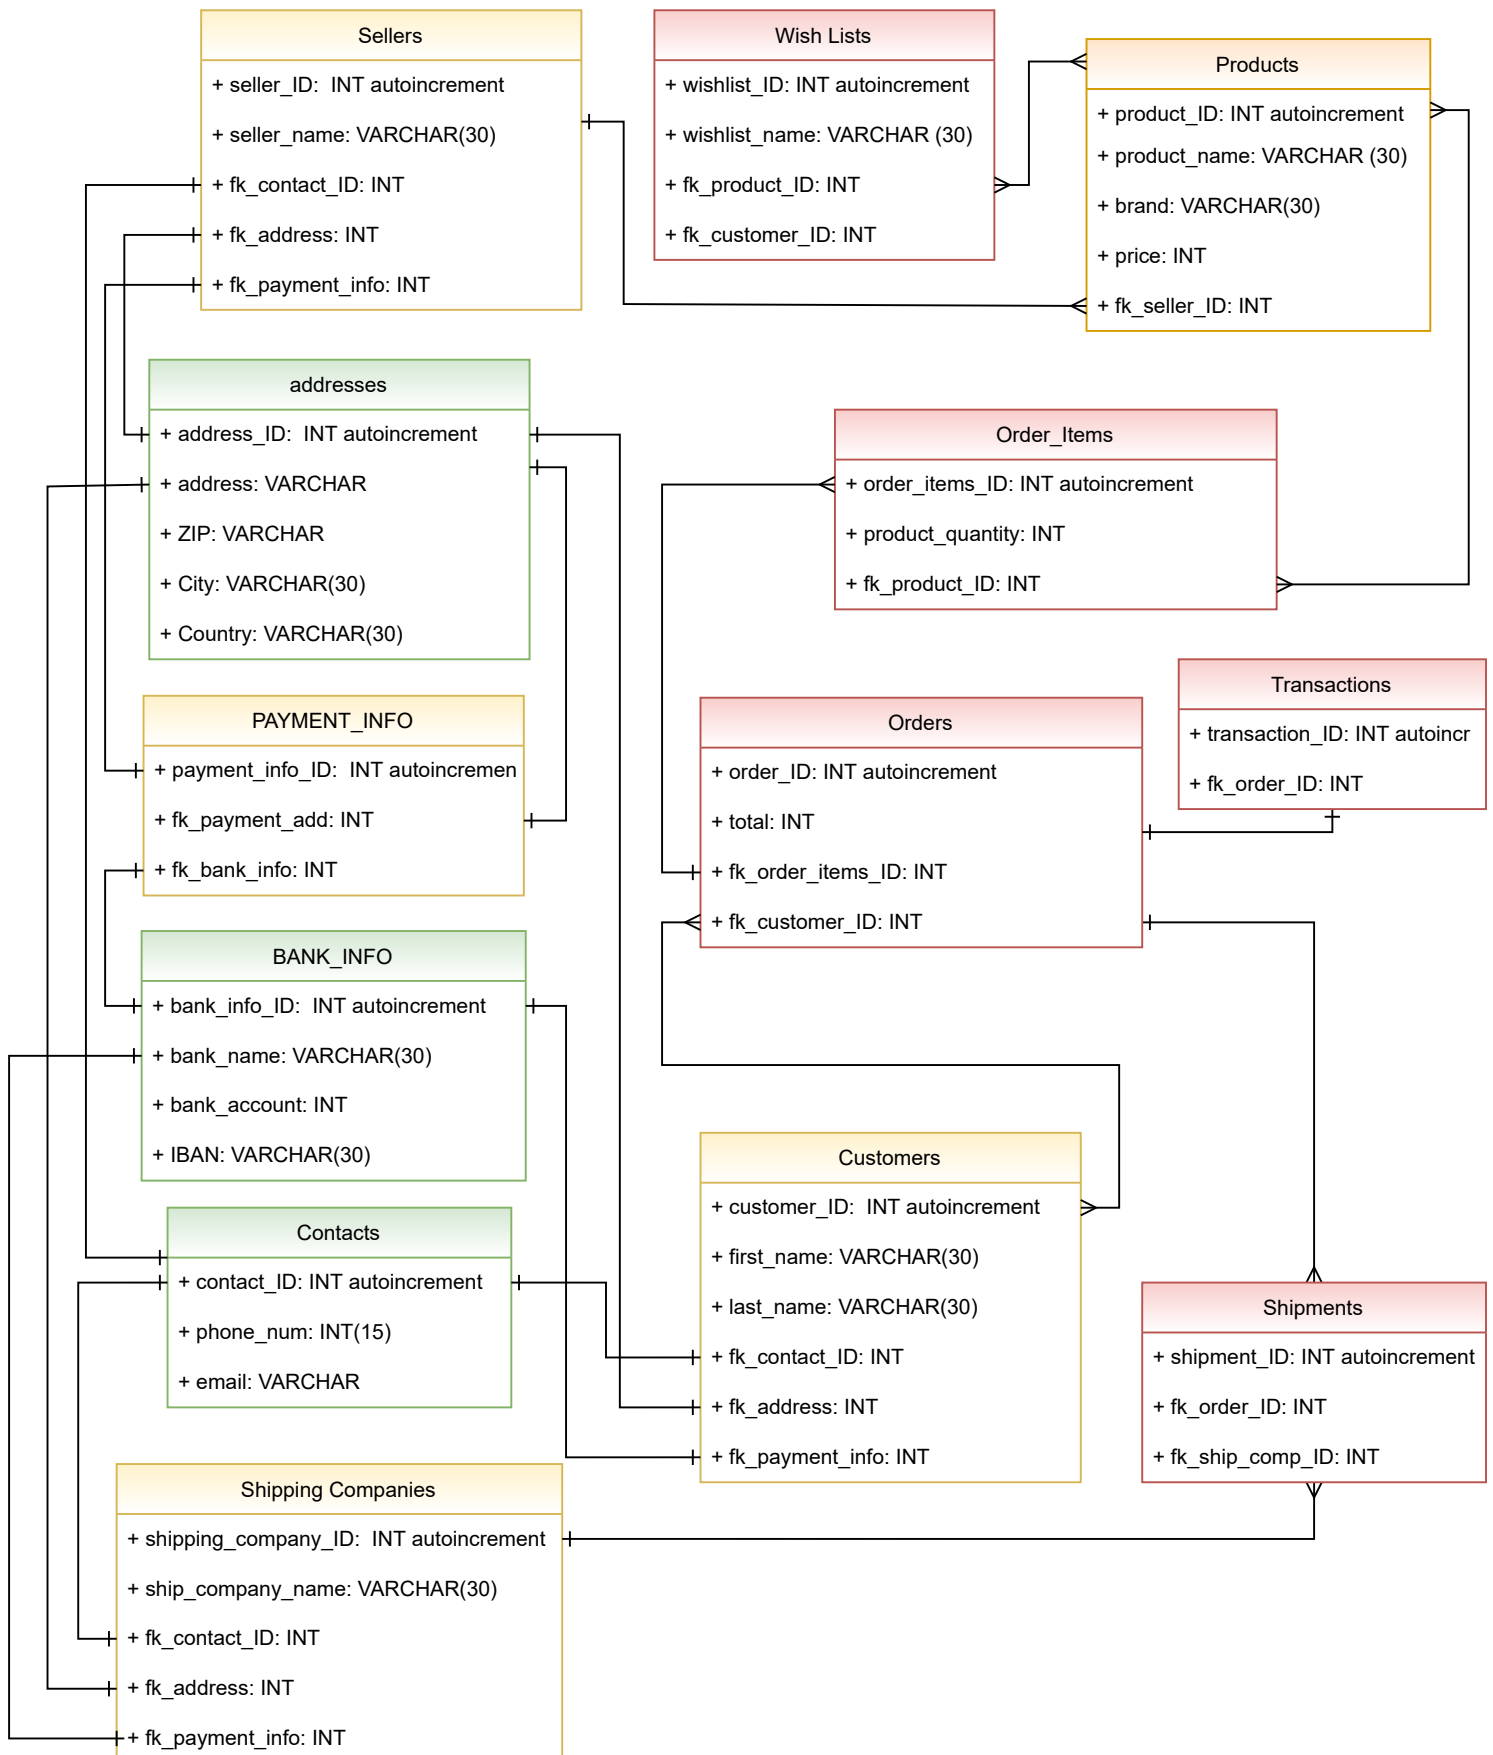 Sellers
+ seller_ID:  INT autoincrement
+ seller_name: VARCHAR(30)
+ fk_contact_ID: INT
+ fk_address: INT
+ fk_payment_info: INT
Wish Lists
+ wishlist_ID: INT autoincrement
+ wishlist_name: VARCHAR (30)
+ fk_product_ID: INT
+ fk_customer_ID: INT
Products
+ product_ID: INT autoincrement
+ product_name: VARCHAR (30)
+ brand: VARCHAR(30)
+ price: INT
+ fk_seller_ID: INT
addresses
+ address_ID:  INT autoincrement
+ address: VARCHAR
+ ZIP: VARCHAR
+ City: VARCHAR(30)
+ Country: VARCHAR(30)
Order_Items
+ order_items_ID: INT autoincrement
+ product_quantity: INT
+ fk_product_ID: INT
PAYMENT_INFO
+ payment_info_ID:  INT autoincremen
+ fk_payment_add: INT
+ fk_bank_info: INT
Orders
+ order_ID: INT autoincrement
+ total: INT
+ fk_order_items_ID: INT
+ fk_customer_ID: INT
Transactions
+ transaction_ID: INT autoincr
+ fk_order_ID: INT
BANK_INFO
+ bank_info_ID:  INT autoincrement
+ bank_name: VARCHAR(30)
+ bank_account: INT
+ IBAN: VARCHAR(30)
Contacts
+ contact_ID: INT autoincrement
+ phone_num: INT(15)
+ email: VARCHAR
Customers
+ customer_ID:  INT autoincrement
+ first_name: VARCHAR(30)
+ last_name: VARCHAR(30)
+ fk_contact_ID: INT
+ fk_address: INT
+ fk_payment_info: INT
Shipments
+ shipment_ID: INT autoincrement
+ fk_order_ID: INT
+ fk_ship_comp_ID: INT
Shipping Companies
+ shipping_company_ID:  INT autoincrement
+ ship_company_name: VARCHAR(30)
+ fk_contact_ID: INT
+ fk_address: INT
+ fk_payment_info: INT